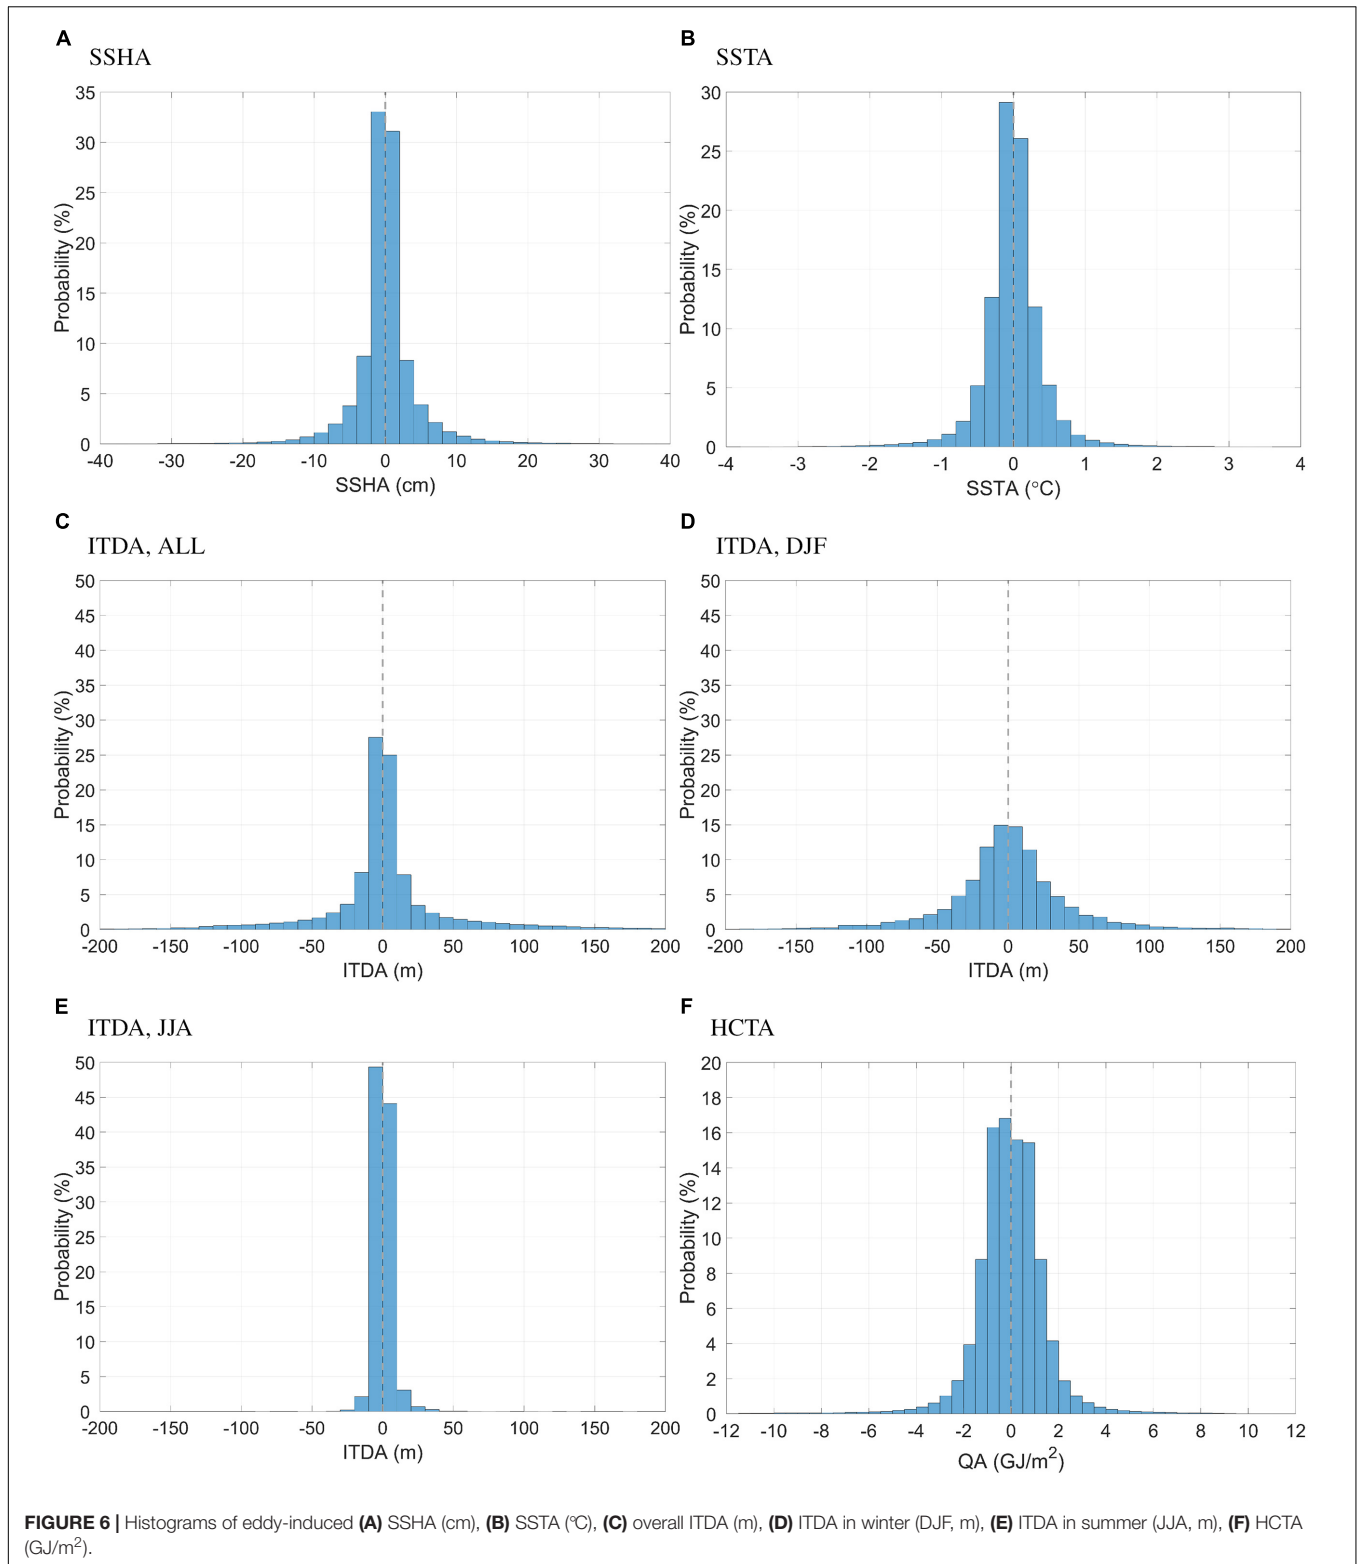 A
SSHA
35
30
25
20
15
10
5
0
Probability (%)
-40 -30 -20 -10 0 10 20 30 40
SSHA (cm)
B
SSTA
30
25
20
15
10
5
0
Probability (%)
-4 -3 -2 -1 0 1 2 3 4
SSTA (°C)
C
ITDA, ALL
50
45
40
35
30
25
20
15
10
5
0
Probability (%)
-200 -150 -100 -50 0 50 100 150 200
ITDA (m)
D
ITDA, DJF
50
45
40
35
30
25
20
15
10
5
0
Probability (%)
-200 -150 -100 -50 0 50 100 150 200
ITDA (m)
E
ITDA, JJA
50
45
40
35
30
25
20
15
10
5
0
Probability (%)
-200 -150 -100 -50 0 50 100 150 200
ITDA (m)
F
HCTA
20
18
16
14
12
10
8
6
4
2
0
Probability (%)
-12 -10 -8 -6 -4 -2 0 2 4 6 8 10 12
QA (GJ/m²)
FIGURE 6 | Histograms of eddy-induced (A) SSHA (cm), (B) SSTA (°C), (C) overall ITDA (m), (D) ITDA in winter (DJF, m), (E) ITDA in summer (JJA, m), (F) HCTA
(GJ/m²).